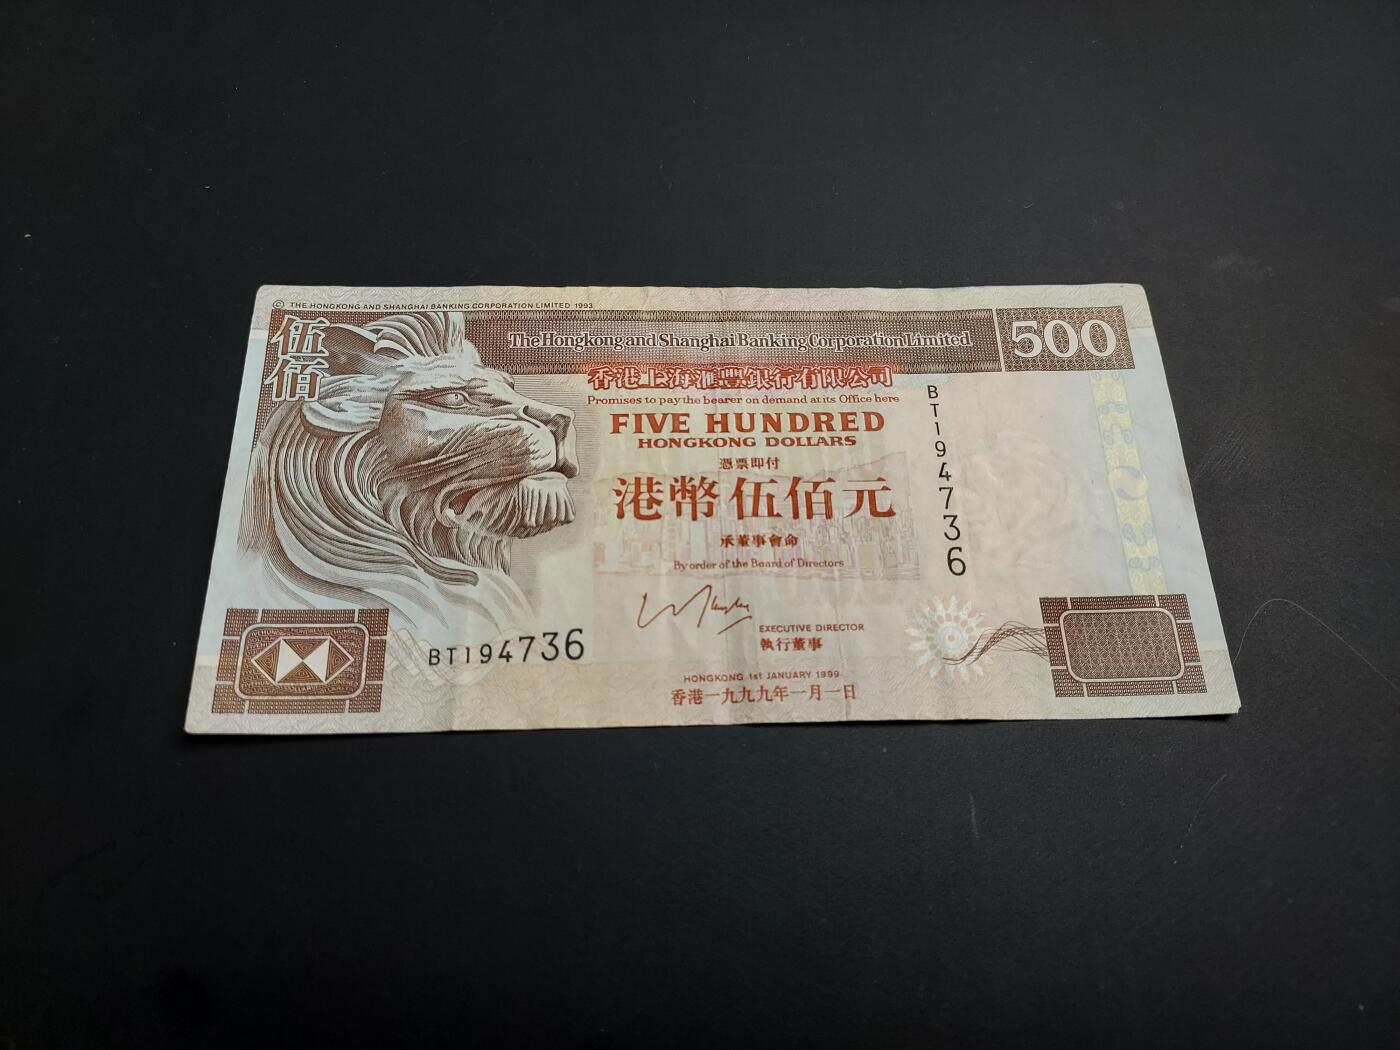 © THE HONGKONG AND SHANGHAI BANKING CORPORATION LIMITED 1993
伍佰
The Hongkong and Shanghai Banking Corporation Limited
500
香港上海滙豐銀行有限公司
Promises to pay the bearer on demand at its Office here
FIVE HUNDRED
HONGKONG DOLLARS
憑票即付
港幣伍佰元
承董事會命
By order of the Board of Directors
EXECUTIVE DIRECTOR
執行董事
HONGKONG 1st JANUARY 1999
香港一九九九年一月一日
BT194736
BT194736